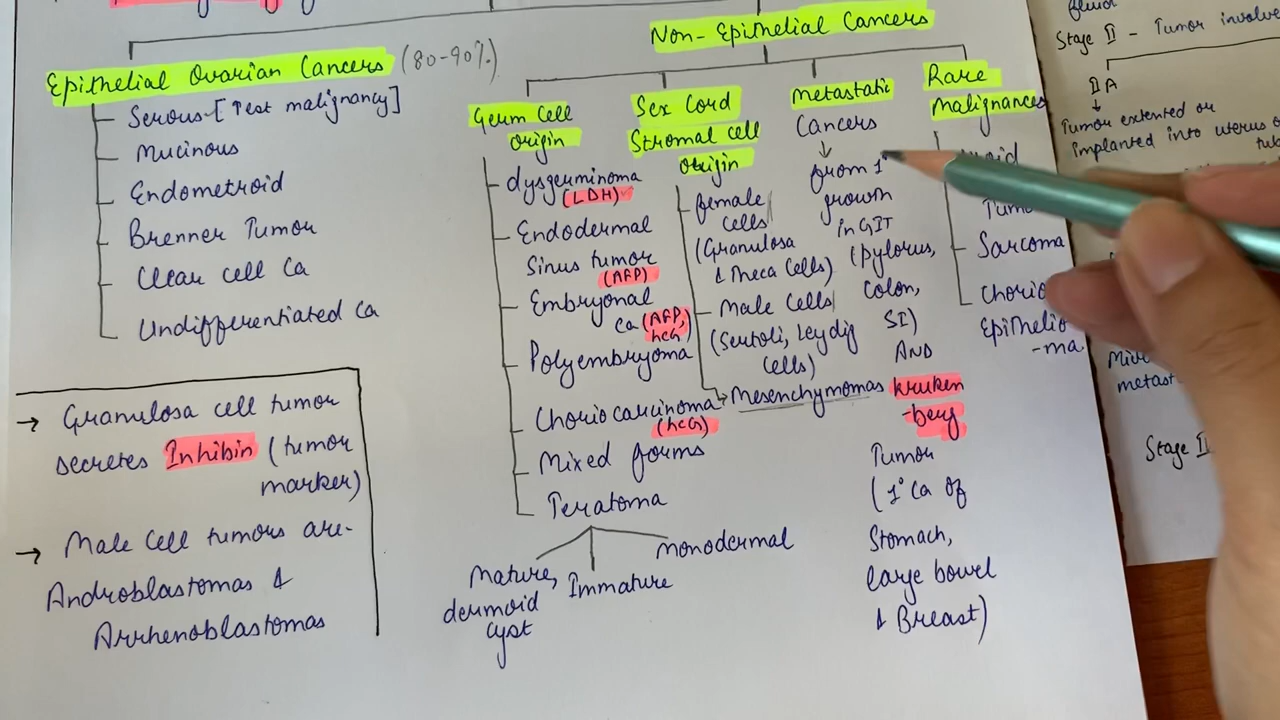 Non-Epithelial Cancers
Epithelial Ovarian Cancers (80-90%)
Serous-[Test malignancy]
Mucinous
Endometroid
Brenner Tumor
Clear cell Ca
Undifferentiated Ca
Germ Cell
Origin
dysgerminoma
(LDH)
Endodermal
Sinus tumor
(AFP)
Embryonal
Ca (AFP,
hCG)
Polyembryoma
Choriocarcinoma
(hCG)
Mixed forms
Teratoma
Mature,
dermoid
cyst
Immature
Monodermal
Sex Cord
Stromal cell
Origin
female
cells
(Granulosa
& Theca Cells)
Male Cells
(Sertoli, Leydig
Cells)
Mesenchymomas
Metastatic
Cancers
↓
from 1°
growth
in GIT
(pylorus,
Colon,
SI)
AND
kruken
-berg
Tumor
(1° Ca of
Stomach,
large bowel
& Breast)
Rare
Malignances
Sarcoma
Chorio
Epithelio
-ma
→ Granulosa cell tumor
secretes Inhibin (tumor
marker)
→ Male Cell tumors are-
Androblastomas &
Arrhenoblastomas
fluid
Stage II - Tumor involve
II A
↓
Tumor extented or
implanted into uterus
tub
metast
Stage